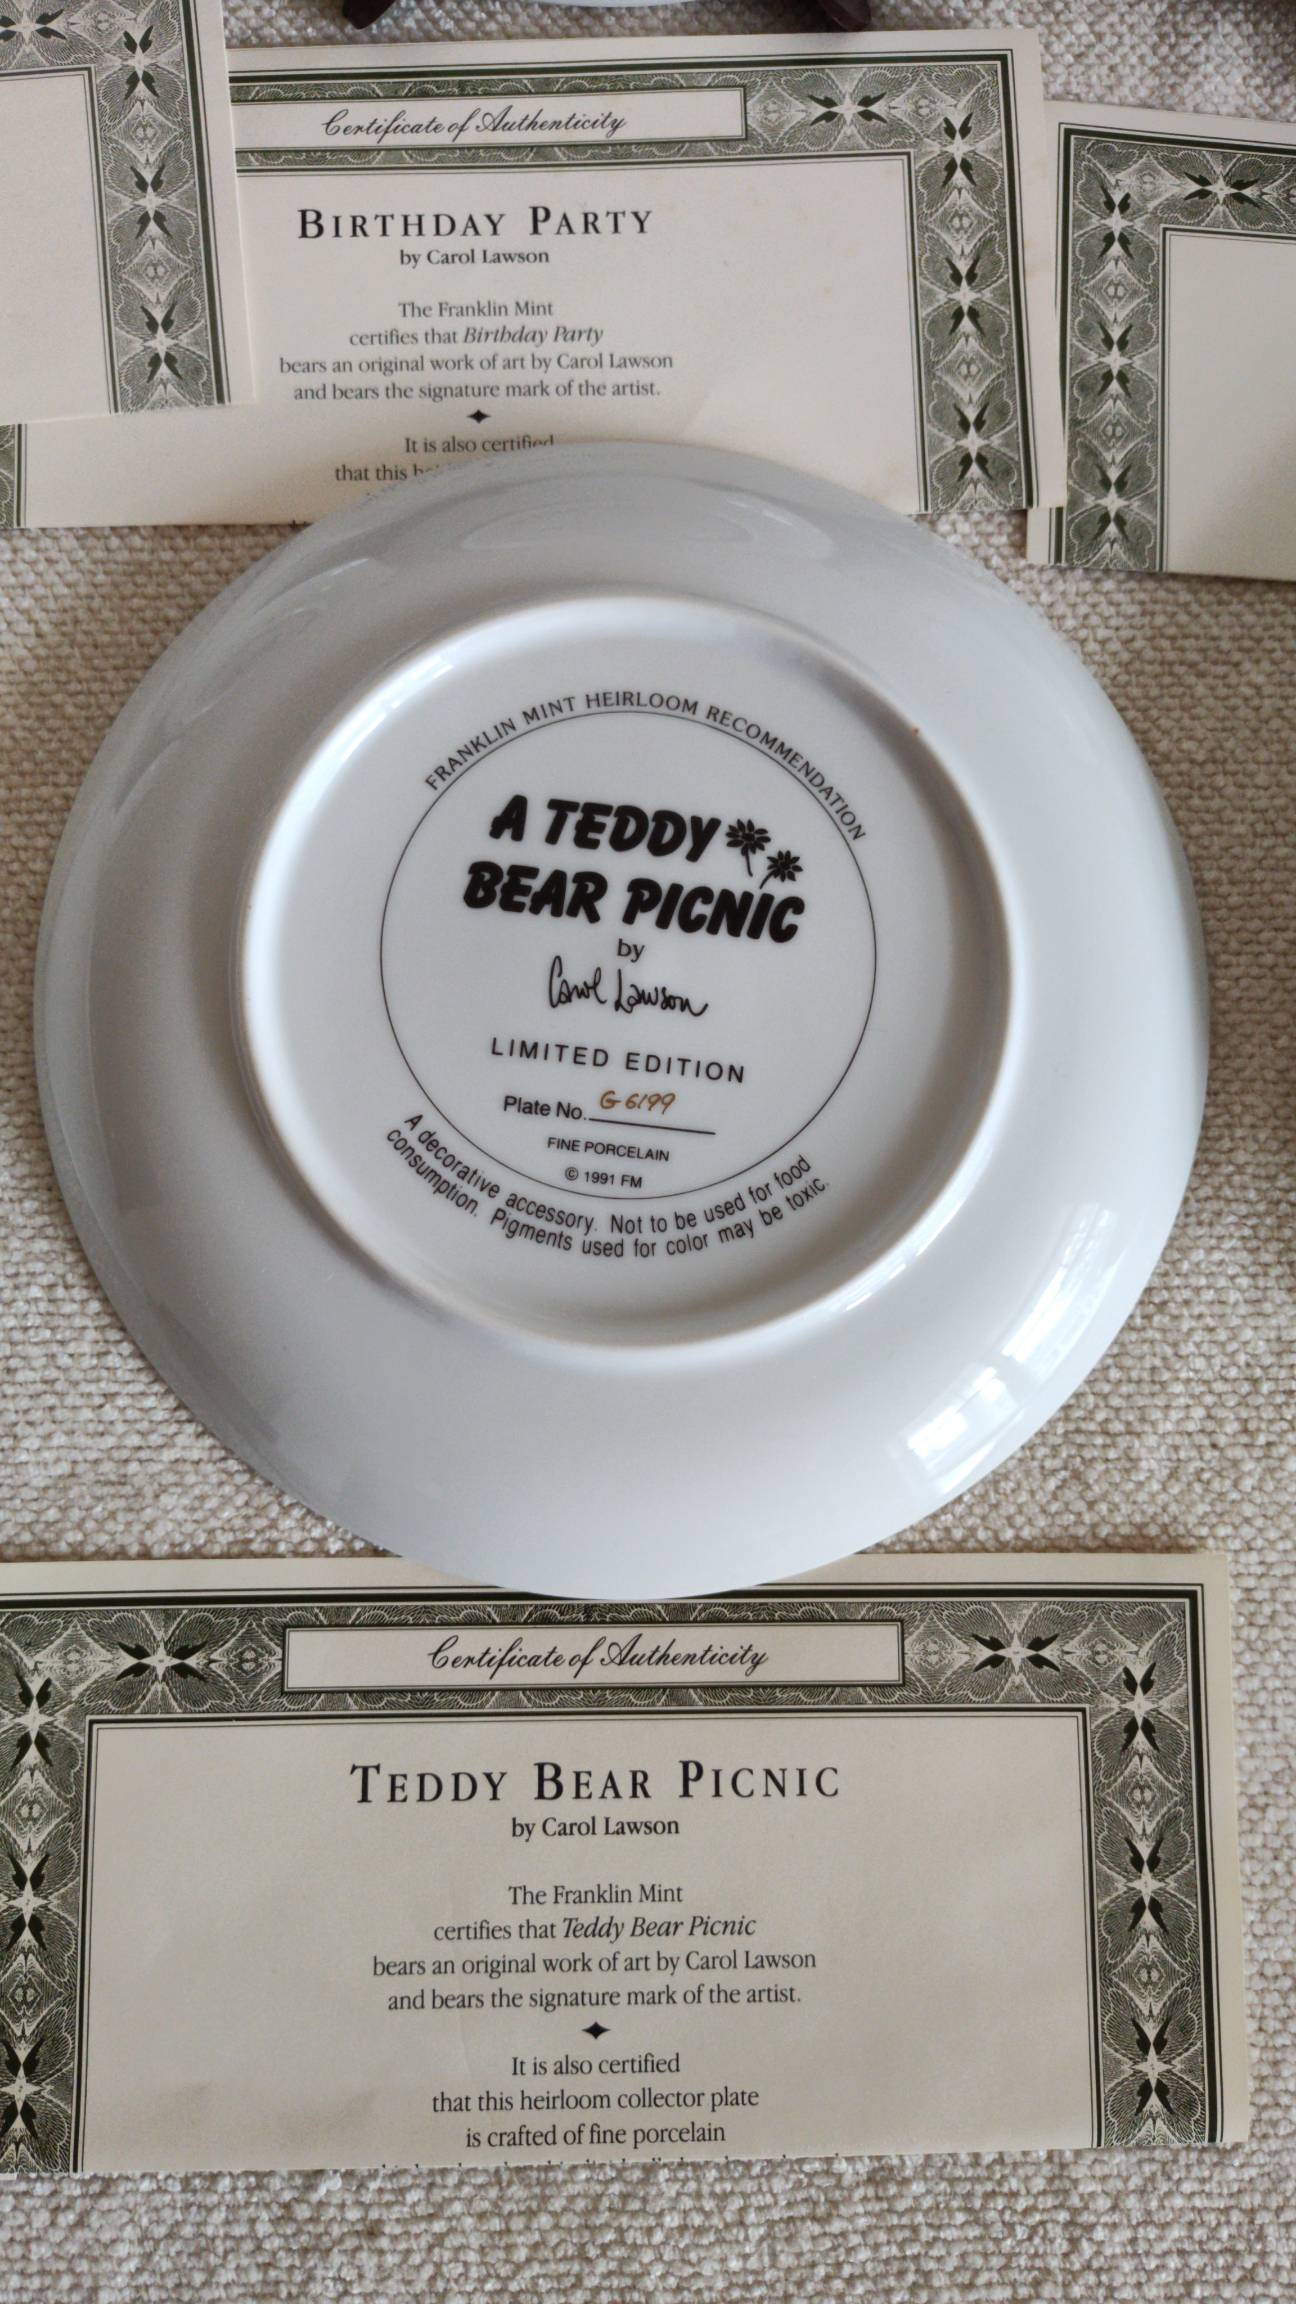 Certificate of Authenticity
BIRTHDAY PARTY
by Carol Lawson
The Franklin Mint
certifies that Birthday Party
bears an original work of art by Carol Lawson
and bears the signature mark of the artist.
It is also certified
that this
FRANKLIN MINT HEIRLOOM RECOMMENDATION
A TEDDY
BEAR PICNIC
by
Carol Lawson
LIMITED EDITION
Plate No. G 6199
FINE PORCELAIN
© 1991 FM
A decorative accessory. Not to be used for food
consumption. Pigments used for color may be toxic.
Certificate of Authenticity
TEDDY BEAR PICNIC
by Carol Lawson
The Franklin Mint
certifies that Teddy Bear Picnic
bears an original work of art by Carol Lawson
and bears the signature mark of the artist.
It is also certified
that this heirloom collector plate
is crafted of fine porcelain